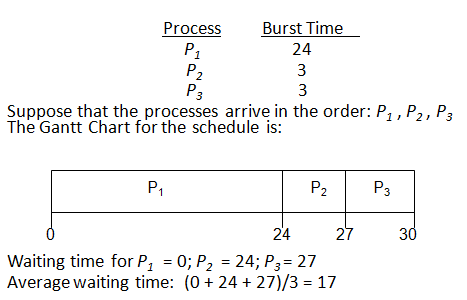 Process Burst Time
P₁ 24
P₂ 3
P₃ 3
Suppose that the processes arrive in the order: P₁ , P₂ , P₃
The Gantt Chart for the schedule is:
P₁ P₂ P₃
0 24 27 30
Waiting time for P₁ = 0; P₂ = 24; P₃= 27
Average waiting time: (0 + 24 + 27)/3 = 17